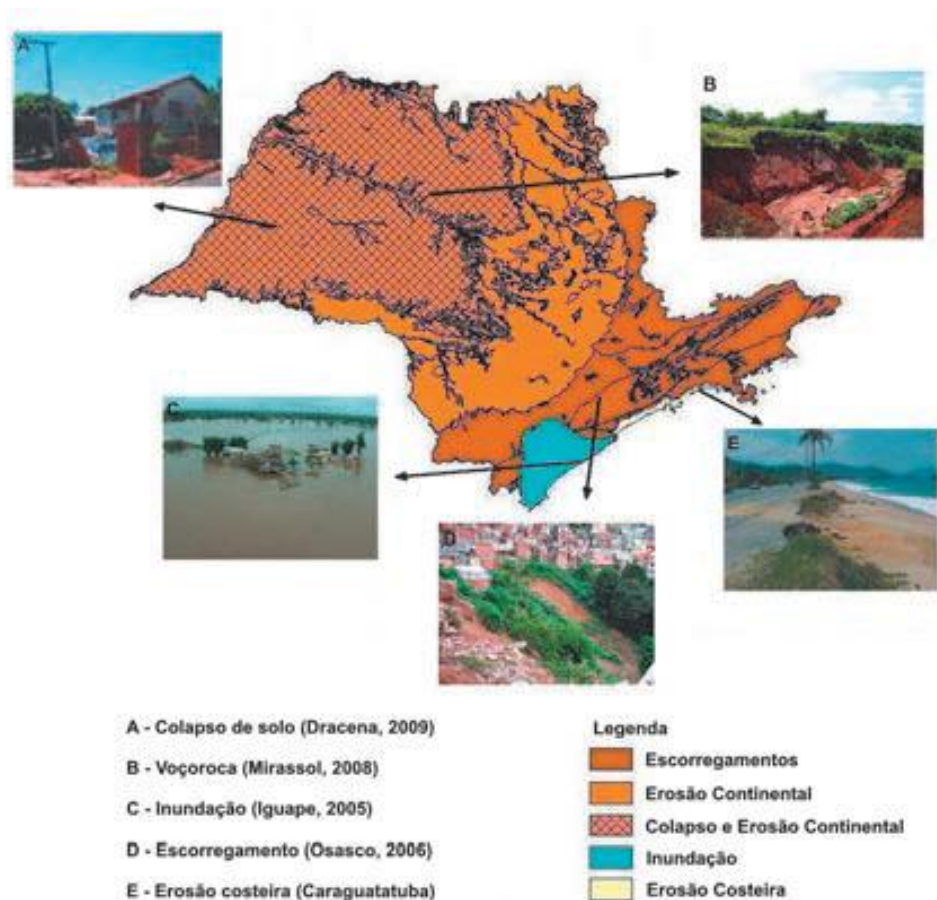 A
B
C
D
E
A - Colapso de solo (Dracena, 2009)
B - Voçoroca (Mirassol, 2008)
C - Inundação (Iguape, 2005)
D - Escorregamento (Osasco, 2006)
E - Erosão costeira (Caraguatatuba)
Legenda
Escorregamentos
Erosão Continental
Colapso e Erosão Continental
Inundação
Erosão Costeira